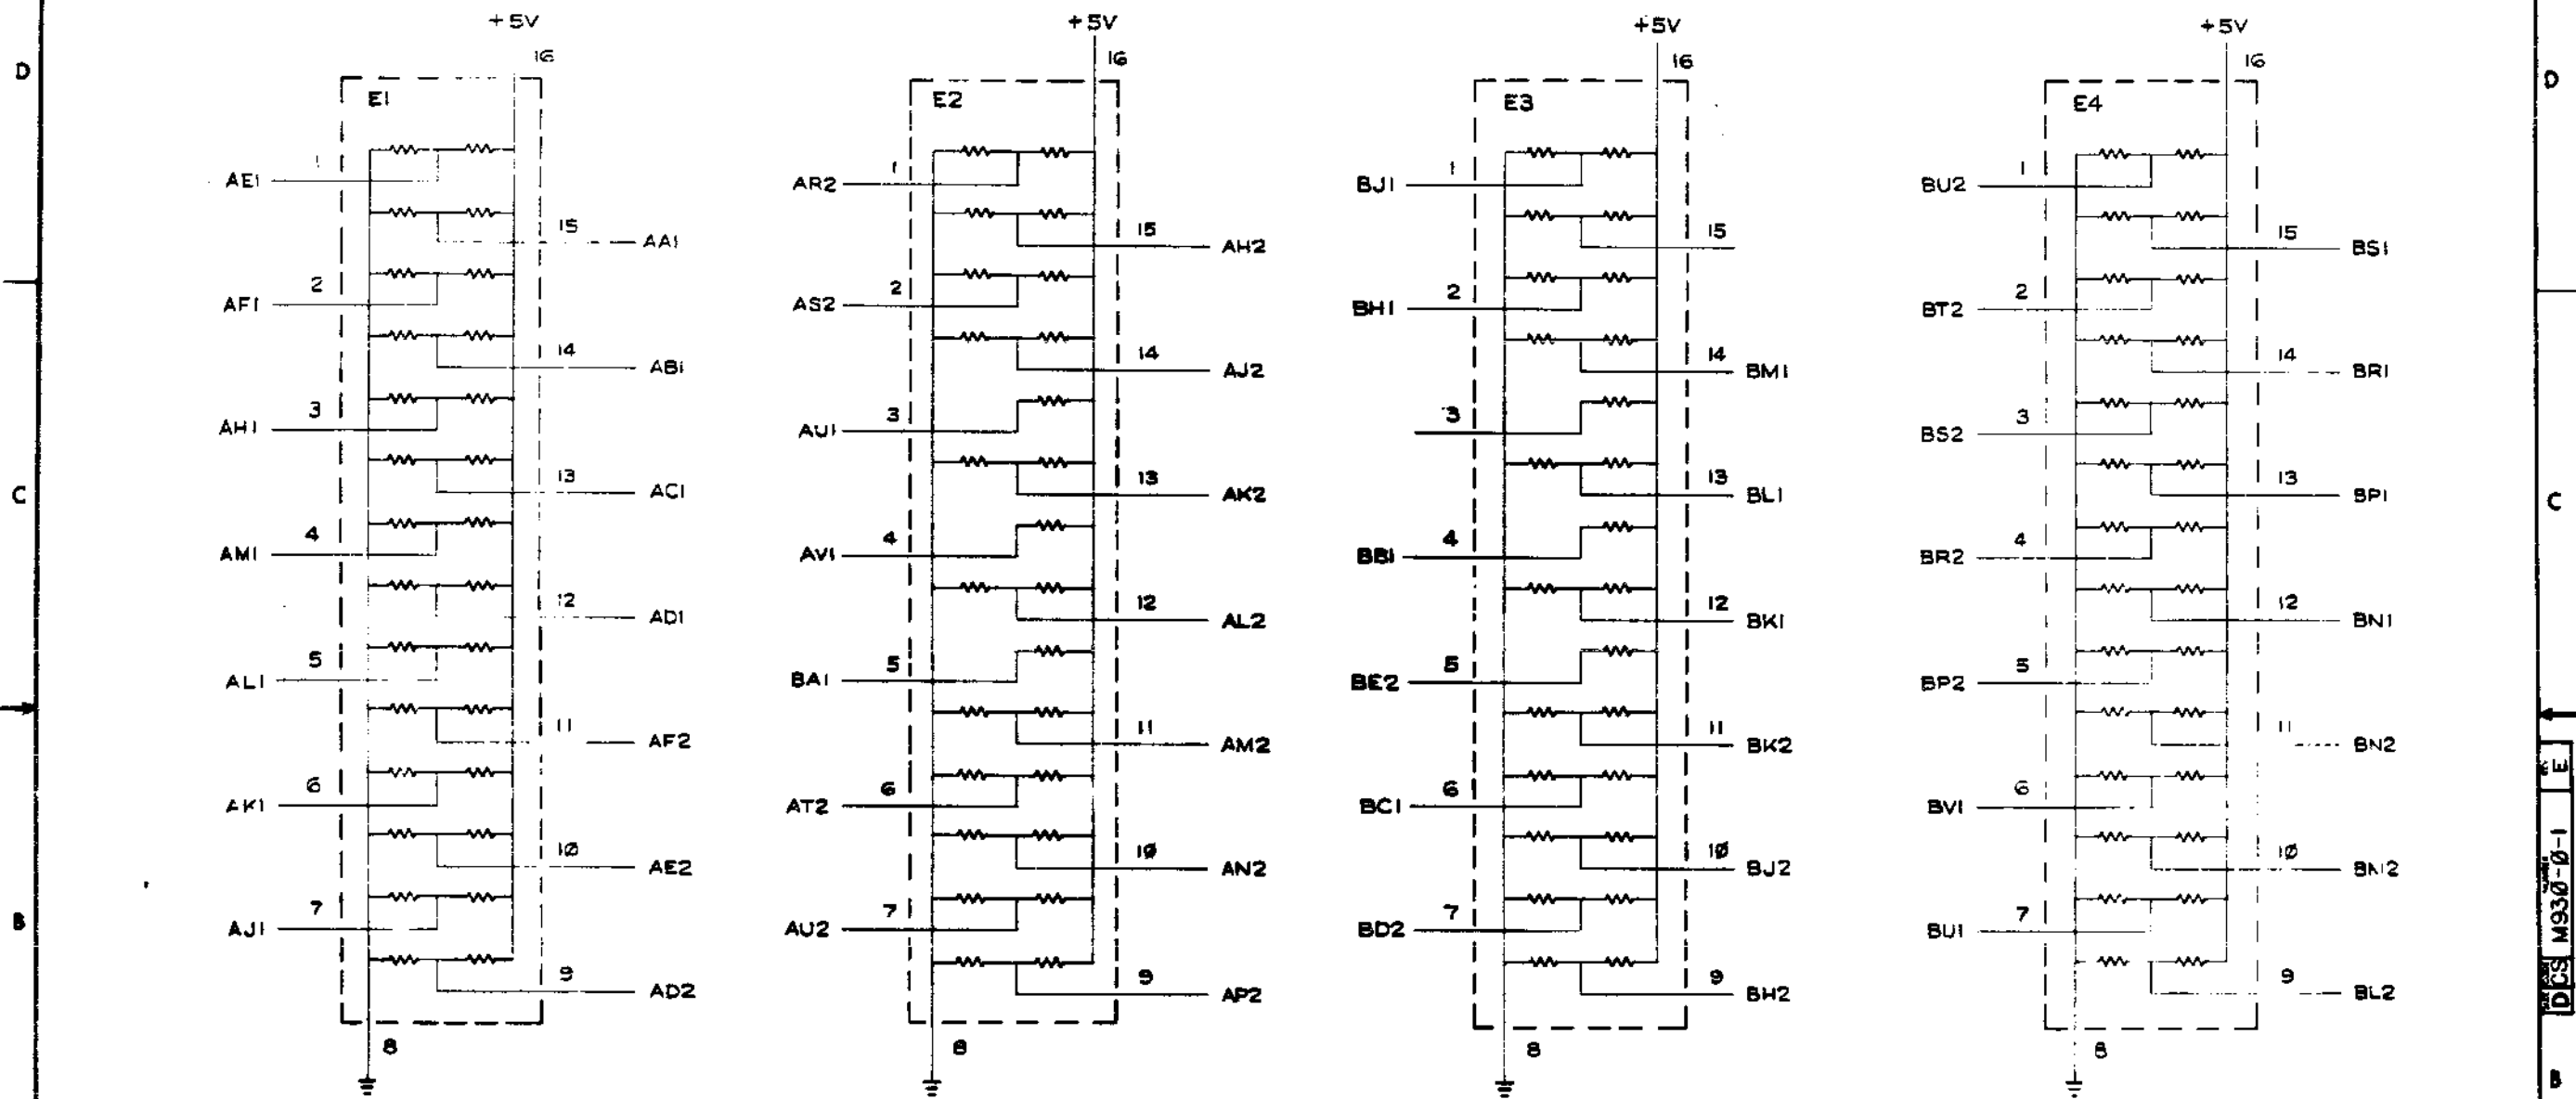 +5V +5V +5V +5V
16 16 16 16
D D
E1 E2 E3 E4
1 1 1 1
AE1 AR2 BJ1 BU2
15 15 15 15
AA1 AH2 BS1
2 2 2 2
AF1 AS2 BH1 BT2
14 14 14 14
AB1 AJ2 BM1 BR1
3 3 3 3
AH1 AU1 BS2
13 13 13 13
C AC1 AK2 BL1 BP1 C
4 4 4 4
AM1 AV1 BB1 BR2
12 12 12 12
AD1 AL2 BK1 BN1
5 5 5 5
AL1 BA1 BE2 BP2
11 11 11 11
AF2 AM2 BK2 BN2
6 6 6 6
AK1 AT2 BC1 BV1
10 10 10 10
AE2 AN2 BJ2
7 7 7 7
B AJ1 AU2 BD2 BU1
9 9 9 9
AD2 AP2 BH2 BL2
8 8 8 8
B
D CS M930-0-1 E